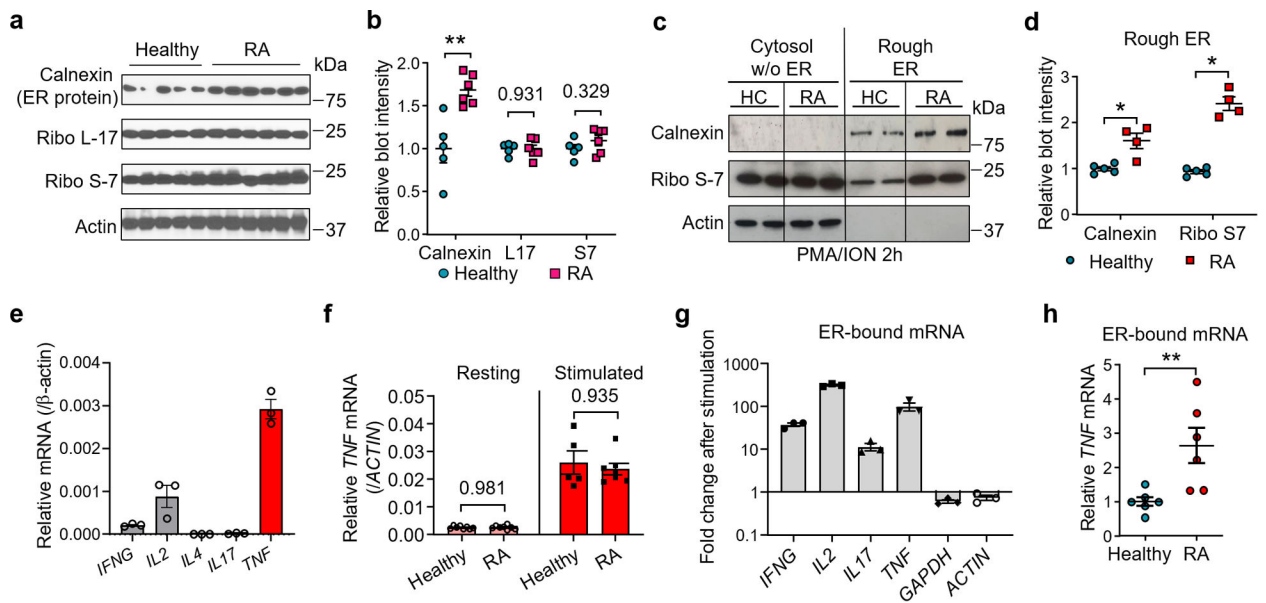 a
Healthy RA
kDa
Calnexin
(ER protein)
–75
Ribo L-17
–25
Ribo S-7
–25
Actin
–37
b
Relative blot intensity
2.0
1.5
1.0
0.5
0.0
**
0.931
0.329
Calnexin L17 S7
Healthy RA
c
Cytosol
w/o ER
Rough
ER
HC RA HC RA
kDa
Calnexin
–75
Ribo S-7
–25
Actin
–37
PMA/ION 2h
d
Rough ER
Relative blot intensity
3
2
1
0
*
*
Calnexin Ribo S7
Healthy RA
e
Relative mRNA (/β-actin)
0.004
0.003
0.002
0.001
0.000
IFNG IL2 IL4 IL17 TNF
f
Relative TNF mRNA
(/ACTIN)
Resting Stimulated
0.05
0.04
0.03
0.02
0.01
0.00
0.981
0.935
Healthy RA Healthy RA
g
ER-bound mRNA
Fold change after stimulation
1000
100
10
1
0.1
IFNG IL2 IL17 TNF GAPDH ACTIN
h
ER-bound mRNA
Relative TNF mRNA
**
5
4
3
2
1
0
Healthy RA